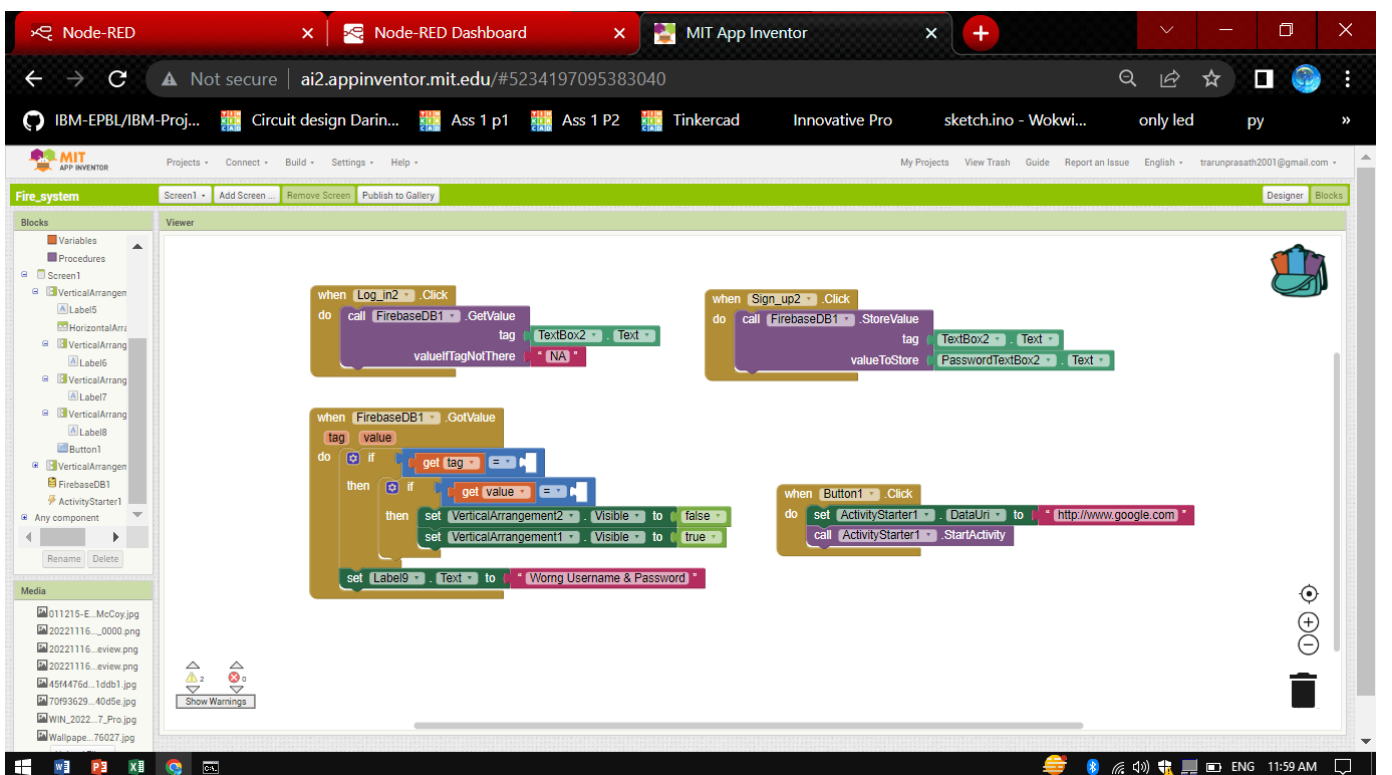 Node-RED
Node-RED Dashboard
MIT App Inventor
Not secure | ai2.appinventor.mit.edu/#5234197095383040
IBM-EPBL/IBM-Proj...
Circuit design Darin...
Ass 1 p1
Ass 1 P2
Tinkercad
Innovative Pro
sketch.ino - Wokwi...
only led
py
»
MIT
APP INVENTOR
Projects
Connect
Build
Settings
Help
My Projects
View Trash
Guide
Report an Issue
English
trarunprasath2001@gmail.com
Fire_system
Screen1
Add Screen ...
Remove Screen
Publish to Gallery
Designer
Blocks
Blocks
Viewer
Variables
Procedures
Screen1
VerticalArrangen
Label5
HorizontalArra
VerticalArrang
Label6
VerticalArrang
Label7
VerticalArrang
Label8
Button1
VerticalArrangen
FirebaseDB1
ActivityStarter1
Any component
Rename
Delete
Media
011215-E...McCoy.jpg
20221116..._0000.png
20221116...eview.png
20221116...eview.png
45f4476d...1ddb1.jpg
70f93629...40d5e.jpg
WIN_2022...7_Pro.jpg
Wallpape...76027.jpg
when Log_in2 .Click
do call FirebaseDB1 .GetValue
tag TextBox2 . Text
valueIfTagNotThere " NA "
when Sign_up2 .Click
do call FirebaseDB1 .StoreValue
tag TextBox2 . Text
valueToStore PasswordTextBox2 . Text
when FirebaseDB1 .GotValue
tag value
do if get tag =
then if get value =
then set VerticalArrangement2 . Visible to false
set VerticalArrangement1 . Visible to true
set Label9 . Text to " Worng Username & Password "
when Button1 .Click
do set ActivityStarter1 . DataUri to " http://www.google.com "
call ActivityStarter1 .StartActivity
2
0
Show Warnings
ENG
11:59 AM